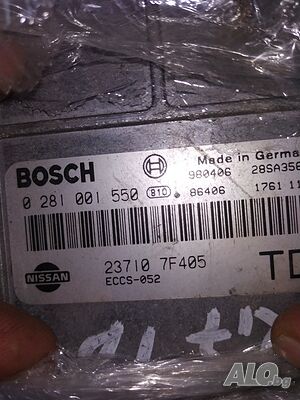 BOSCH
Made in Germa
980406 28SA356
0 281 001 550 810 . 86406 1761 11
NISSAN
23710 7F405
ECCS-052
TD
ALO.bg